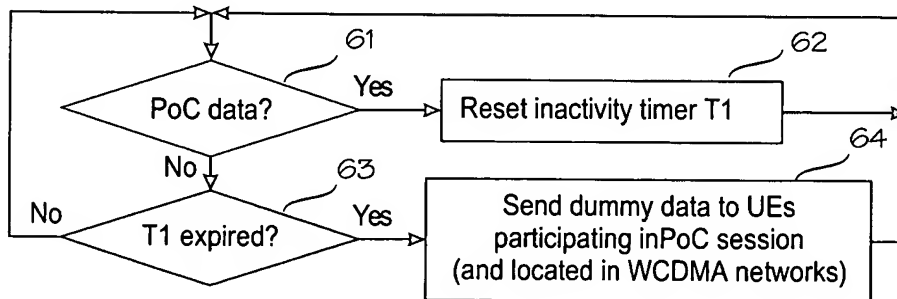 61
PoC data?
Yes
62
Reset inactivity timer T1
No
63
T1 expired?
No
Yes
64
Send dummy data to UEs
participating inPoC session
(and located in WCDMA networks)